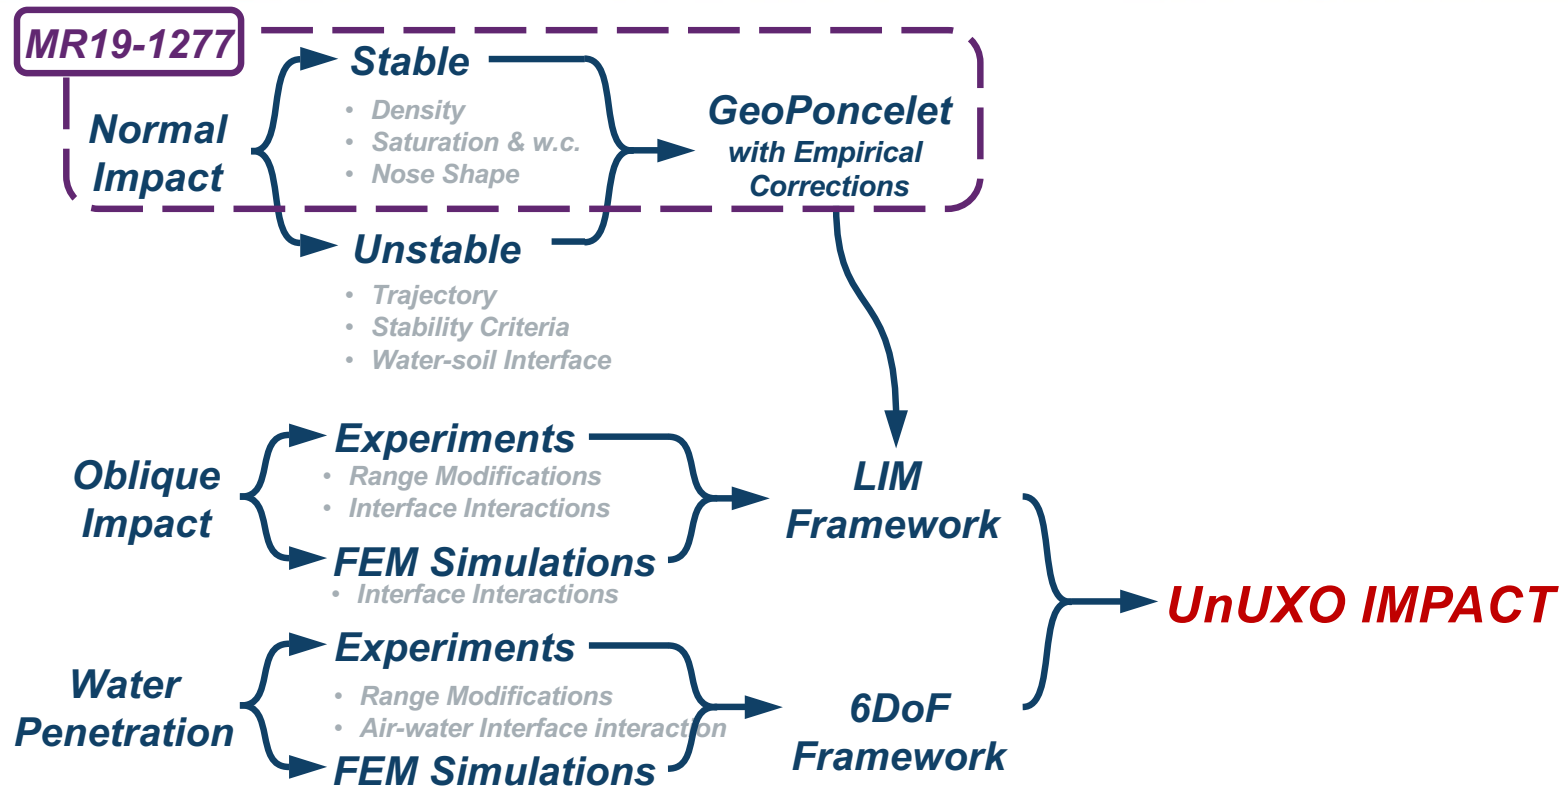 MR19-1277
Normal
Impact
Stable
• Density
• Saturation & w.c.
• Nose Shape
Unstable
• Trajectory
• Stability Criteria
• Water-soil Interface
GeoPoncelet
with Empirical
Corrections
Oblique
Impact
Experiments
• Range Modifications
• Interface Interactions
FEM Simulations
• Interface Interactions
LIM
Framework
Water
Penetration
Experiments
• Range Modifications
• Air-water Interface interaction
FEM Simulations
6DoF
Framework
UnUXO IMPACT